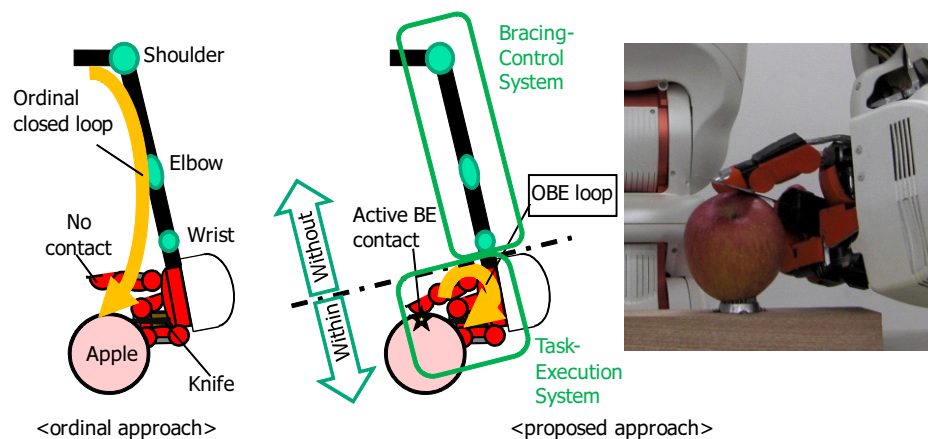 Shoulder
Ordinal
closed loop
Elbow
No
contact
Wrist
Apple
Knife
<ordinal approach>
Bracing-
Control
System
Active BE
contact
OBE loop
Without
Within
Task-
Execution
System
<proposed approach>